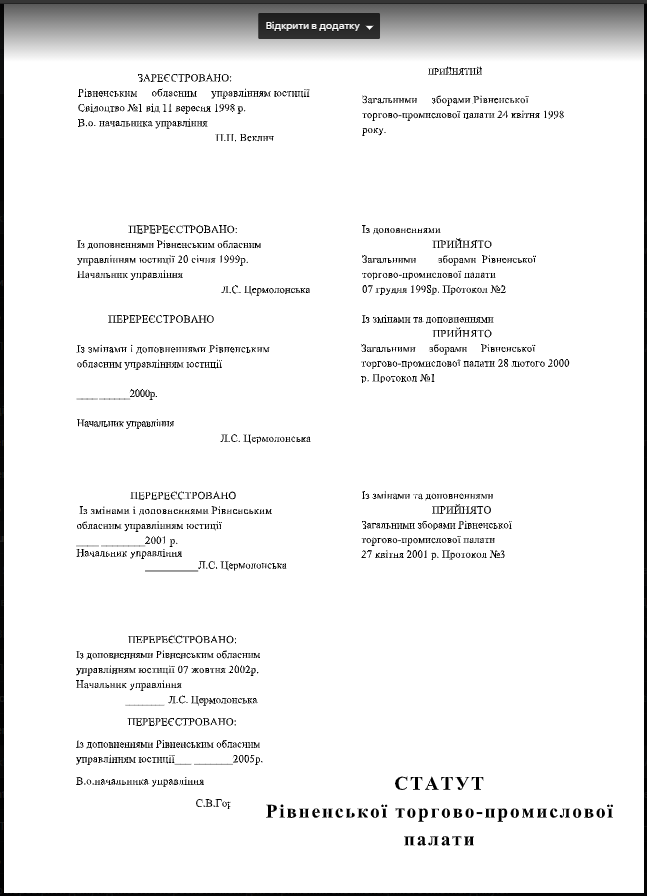 Відкрити в додатку
ЗАРЕЄСТРОВАНО:
Рівненським обласним управлінням юстиції
Свідоцтво №1 від 11 вересня 1998 р.
В.о. начальника управління
П.П. Веклич
ПРИЙНЯТИЙ
Загальними зборами Рівненської
торгово-промислової палати 24 квітня 1998
року.
ПЕРЕРЕЄСТРОВАНО:
Із доповненнями Рівненським обласним
управлінням юстиції 20 січня 1999р.
Начальник управління
Л.С. Цермолонська
Із доповненнями
ПРИЙНЯТО
Загальними зборами Рівненської
торгово-промислової палати
07 грудня 1998р. Протокол №2
ПЕРЕРЕЄСТРОВАНО
Із змінами і доповненнями Рівненським
обласним управлінням юстиції
____ ______2000р.
Начальник управління
Л.С. Цермолонська
Із змінами та доповненнями
ПРИЙНЯТО
Загальними зборами Рівненської
торгово-промислової палати 28 лютого 2000
р. Протокол №1
ПЕРЕРЕЄСТРОВАНО
Із змінами і доповненнями Рівненським
обласним управлінням юстиції
____ ________2001 р.
Начальник управління
__________Л.С. Цермолонська
Із змінами та доповненнями
ПРИЙНЯТО
Загальними зборами Рівненської
торгово-промислової палати
27 квітня 2001 р. Протокол №3
ПЕРЕРЕЄСТРОВАНО:
Із доповненнями Рівненським обласним
управлінням юстиції 07 жовтня 2002р.
Начальник управління
_______ Л.С. Цермолонська
ПЕРЕРЕЄСТРОВАНО:
Із доповненнями Рівненським обласним
управлінням юстиції___ _______2005р.
В.о.начальника управління
С.В.Гор
СТАТУТ
Рівненської торгово-промислової
палати